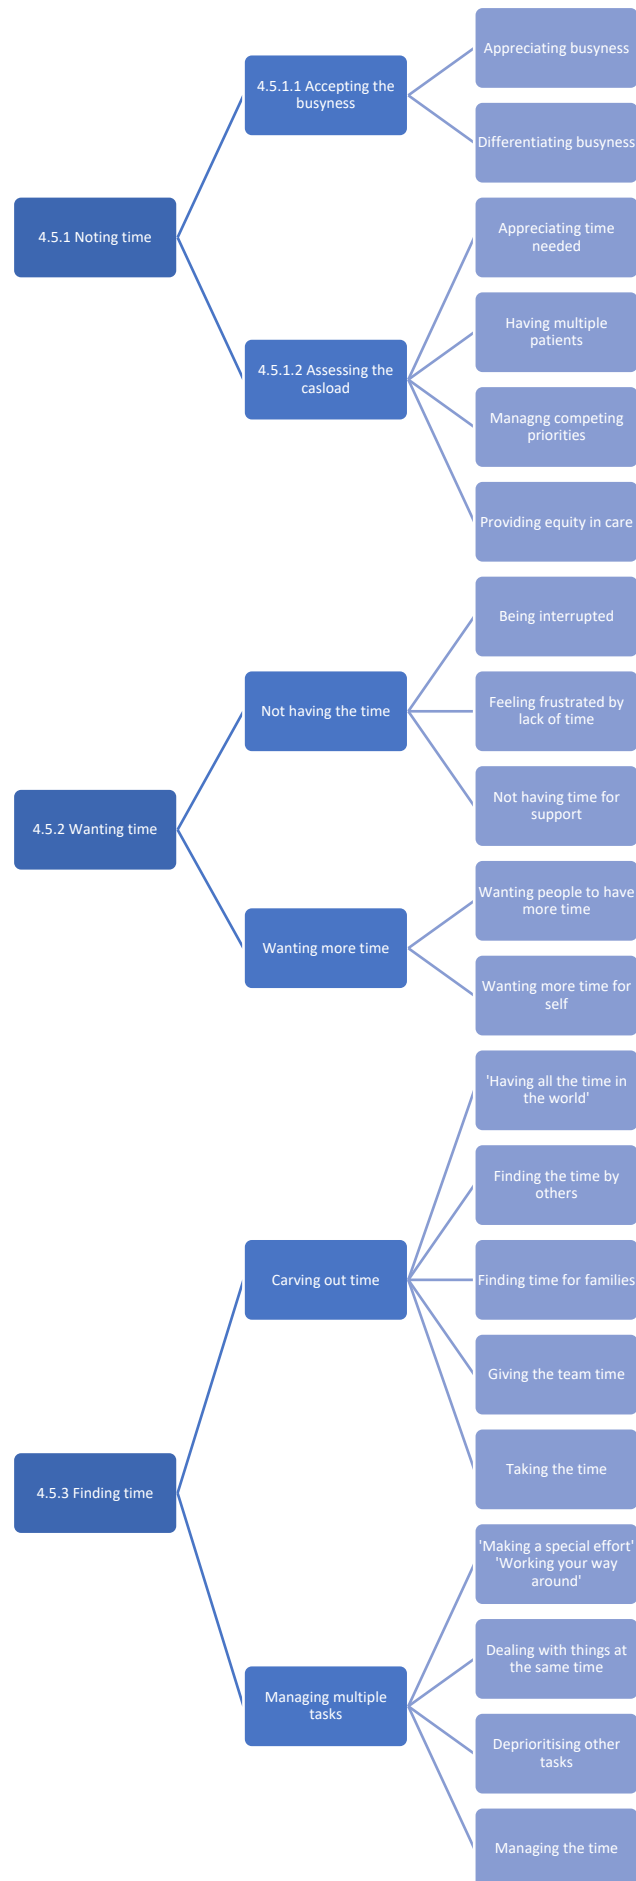 4.5.1 Noting time
4.5.1.1 Accepting the
busyness
Appreciating busyness
Differentiating busyness
4.5.1.2 Assessing the
casload
Appreciating time
needed
Having multiple
patients
Managng competing
priorities
Providing equity in care
4.5.2 Wanting time
Not having the time
Being interrupted
Feeling frustrated by
lack of time
Not having time for
support
Wanting more time
Wanting people to have
more time
Wanting more time for
self
4.5.3 Finding time
Carving out time
'Having all the time in
the world'
Finding the time by
others
Finding time for families
Giving the team time
Taking the time
Managing multiple
tasks
'Making a special effort'
'Working your way
around'
Dealing with things at
the same time
Deprioritising other
tasks
Managing the time